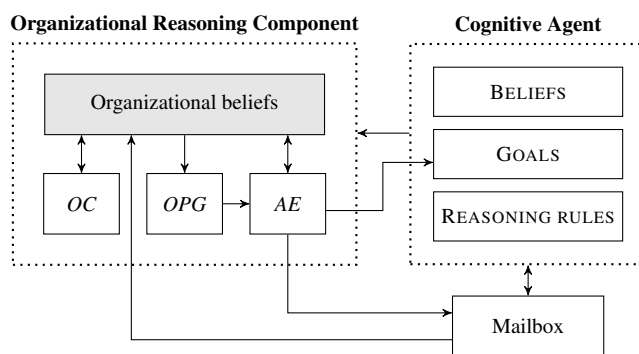 Organizational Reasoning Component
Cognitive Agent
Organizational beliefs
BELIEFS
GOALS
OC
OPG
AE
REASONING RULES
Mailbox